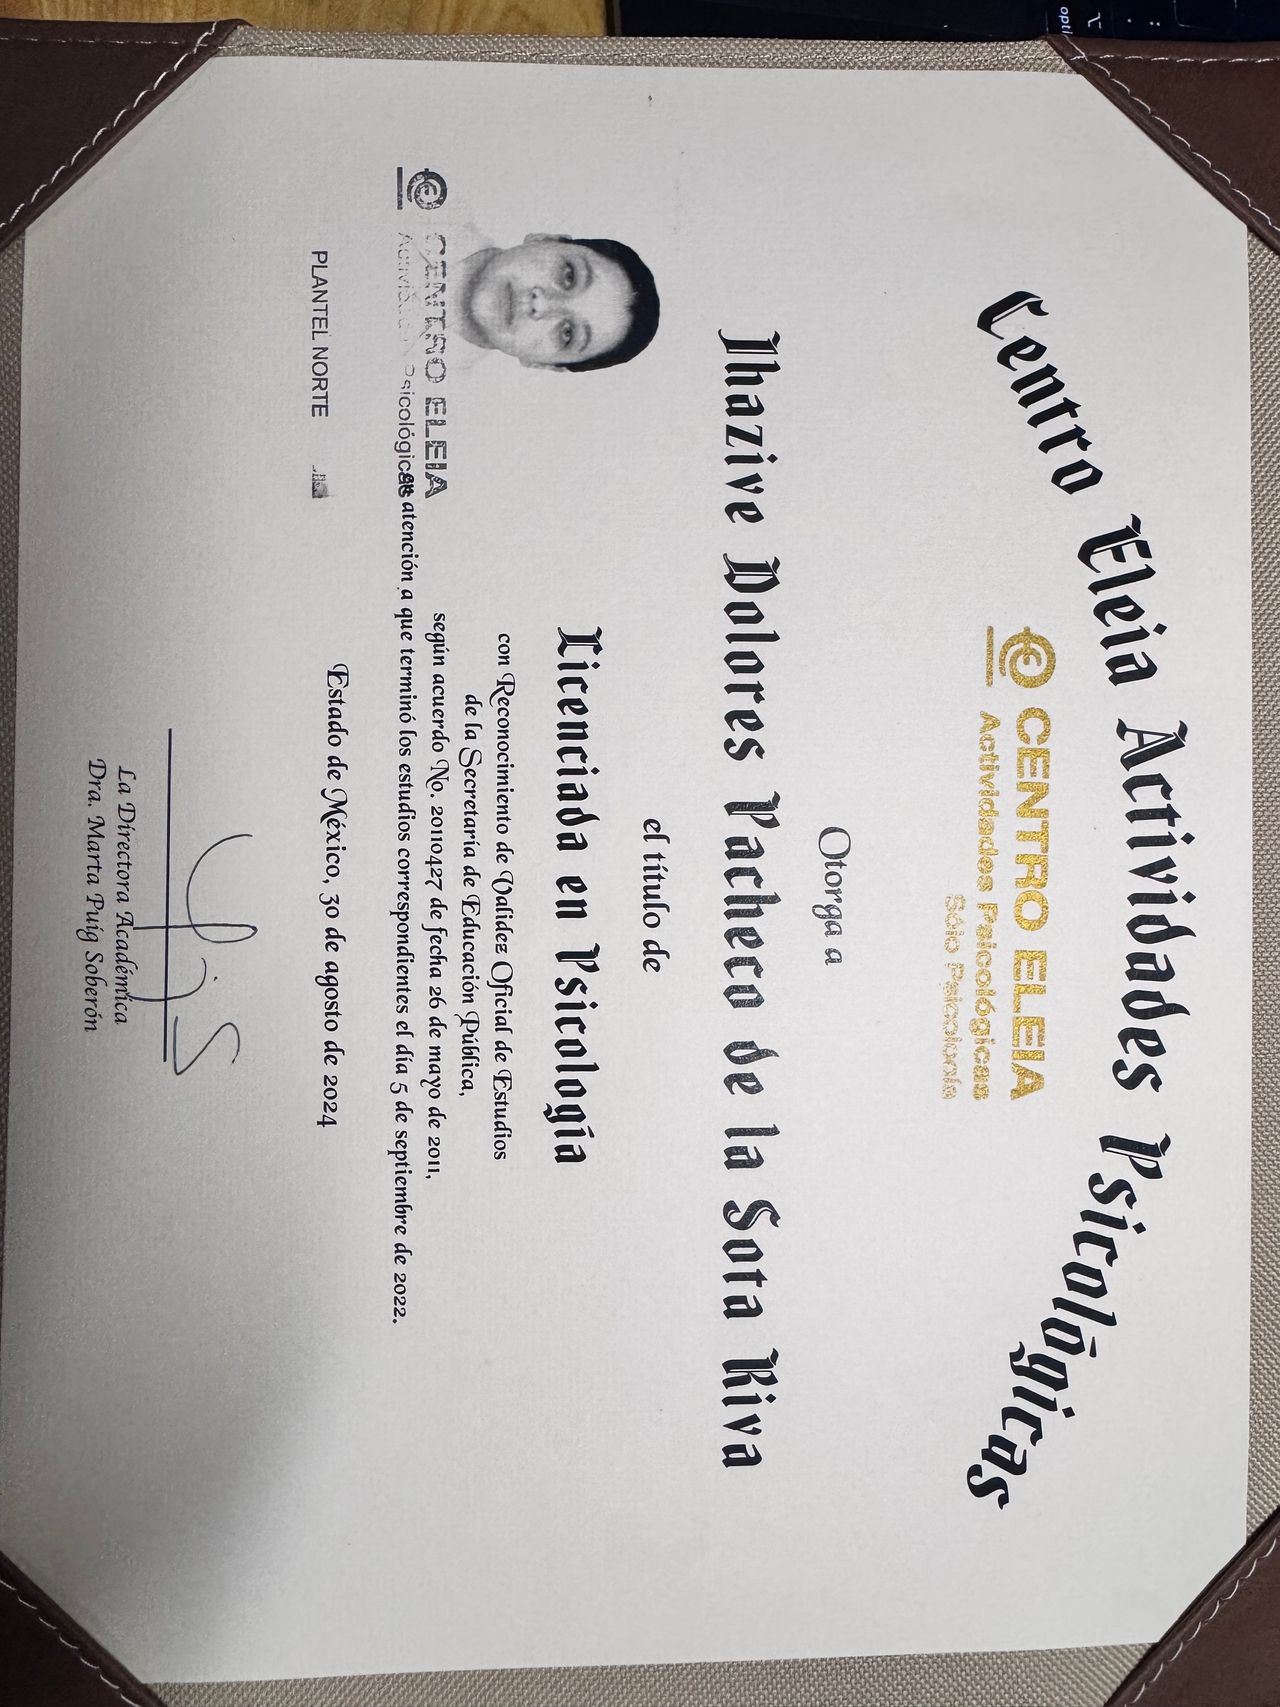 Centro Eleia Actividades Psicológicas
CENTRO ELEIA
Actividades Psicológicas
Sólo Psicología
Otorga a
Jhazive Dolores Pacheco de la Sota Riva
el título de
Licenciada en Psicología
con Reconocimiento de Validez Oficial de Estudios
de la Secretaría de Educación Pública,
según acuerdo No. 20110427 de fecha 26 de mayo de 2011,
en atención a que terminó los estudios correspondientes el día 5 de septiembre de 2022.
CENTRO ELEIA
Actividades Psicológicas
PLANTEL NORTE
Estado de México, 30 de agosto de 2024
La Directora Académica
Dra. Marta Puig Soberón